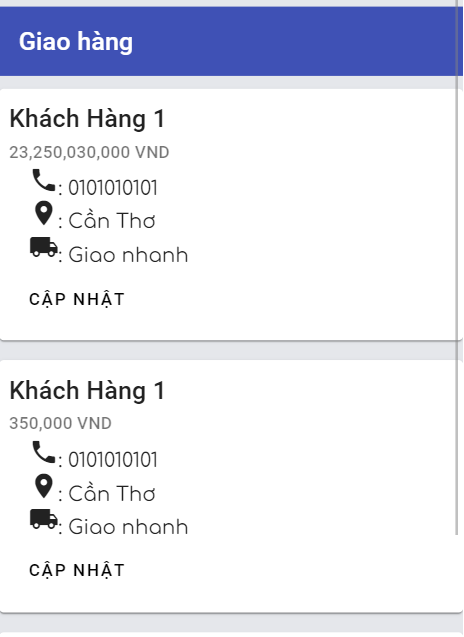 Giao hàng
Khách Hàng 1
23,250,030,000 VND
: 0101010101
: Cần Thơ
: Giao nhanh
CẬP NHẬT
Khách Hàng 1
350,000 VND
: 0101010101
: Cần Thơ
: Giao nhanh
CẬP NHẬT